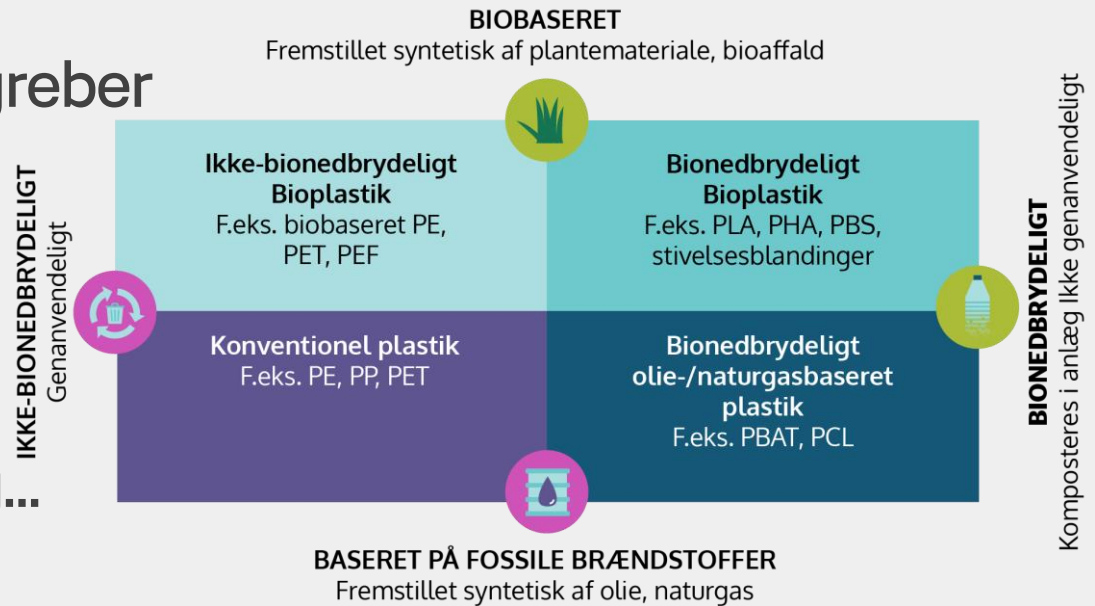 BIOBASERET
Fremstillet syntetisk af plantemateriale, bioaffald
greber
IKKE-BIONEDBRYDELIGT
Genanvendeligt
Ikke-bionedbrydeligt
Bioplastik
F.eks. biobaseret PE,
PET, PEF
Bionedbrydeligt
Bioplastik
F.eks. PLA, PHA, PBS,
stivelsesblandinger
Konventionel plastik
F.eks. PE, PP, PET
Bionedbrydeligt
olie-/naturgasbaseret
plastik
F.eks. PBAT, PCL
BIONEDBRYDELIGT
Komposteres i anlæg Ikke genanvendeligt
BASERET PÅ FOSSILE BRÆNDSTOFFER
Fremstillet syntetisk af olie, naturgas